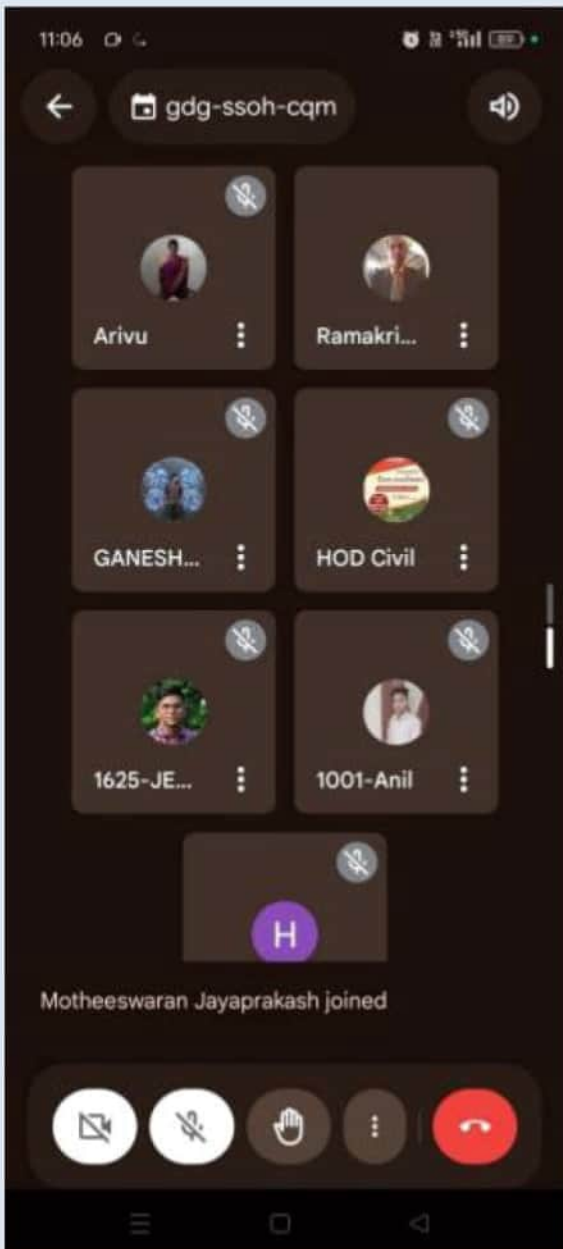 11:06
gdg-ssoh-cqm
Arivu
Ramakri...
GANESH...
HOD Civil
1625-JE...
1001-Anil
H
Motheeswaran Jayaprakash joined